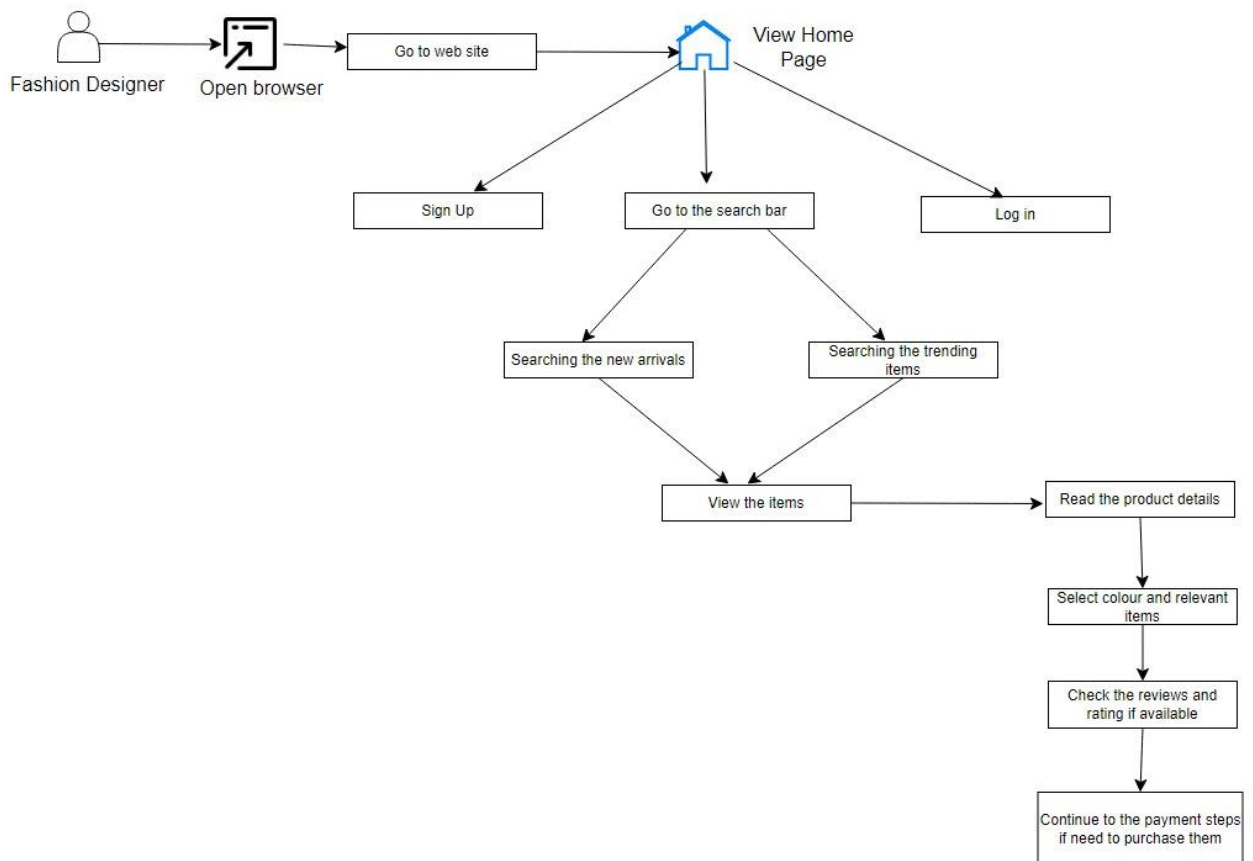 Fashion Designer
Open browser
Go to web site
View Home
Page
Sign Up
Go to the search bar
Log in
Searching the new arrivals
Searching the trending
items
View the items
Read the product details
Select colour and relevant
items
Check the reviews and
rating if available
Continue to the payment steps
if need to purchase them